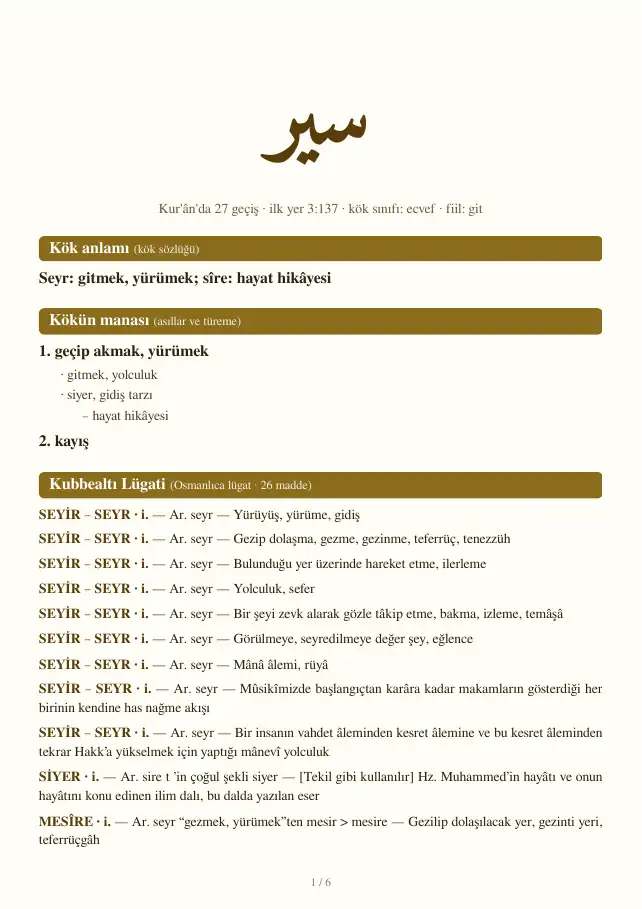 سير
Kur'ân'da 27 geçiş · ilk yer 3:137 · kök sınıfı: ecvef · fiil: git
Kök anlamı (kök sözlüğü)
Seyr: gitmek, yürümek; sîre: hayat hikâyesi
Kökün manası (asıllar ve türeme)
1. geçip akmak, yürümek
· gitmek, yolculuk
· siyer, gidiş tarzı
– hayat hikâyesi
2. kayış
Kubbealtı Lügati (Osmanlıca lügat · 26 madde)
SEYİR – SEYR · i. — Ar. seyr — Yürüyüş, yürüme, gidiş
SEYİR – SEYR · i. — Ar. seyr — Gezip dolaşma, gezme, gezinme, teferrüç, tenezzüh
SEYİR – SEYR · i. — Ar. seyr — Bulunduğu yer üzerinde hareket etme, ilerleme
SEYİR – SEYR · i. — Ar. seyr — Yolculuk, sefer
SEYİR – SEYR · i. — Ar. seyr — Bir şeyi zevk alarak gözle tâkip etme, bakma, izleme, temâşâ
SEYİR – SEYR · i. — Ar. seyr — Görülmeye, seyredilmeye değer şey, eğlence
SEYİR – SEYR · i. — Ar. seyr — Mânâ âlemi, rüyâ
SEYİR – SEYR · i. — Ar. seyr — Mûsikîmizde başlangıçtan karâra kadar makamların gösterdiği her
birinin kendine has nağme akışı
SEYİR – SEYR · i. — Ar. seyr — Bir insanın vahdet âleminden kesret âlemine ve bu kesret âleminden
tekrar Hakk’a yükselmek için yaptığı mânevî yolculuk
SİYER · i. — Ar. sire t ’in çoğul şekli siyer — [Tekil gibi kullanılır] Hz. Muhammed’in hayâtı ve onun
hayâtını konu edinen ilim dalı, bu dalda yazılan eser
MESÎRE · i. — Ar. seyr “gezmek, yürümek”ten mesir > mesire — Gezilip dolaşılacak yer, gezinti yeri,
teferrüçgâh
1 / 6